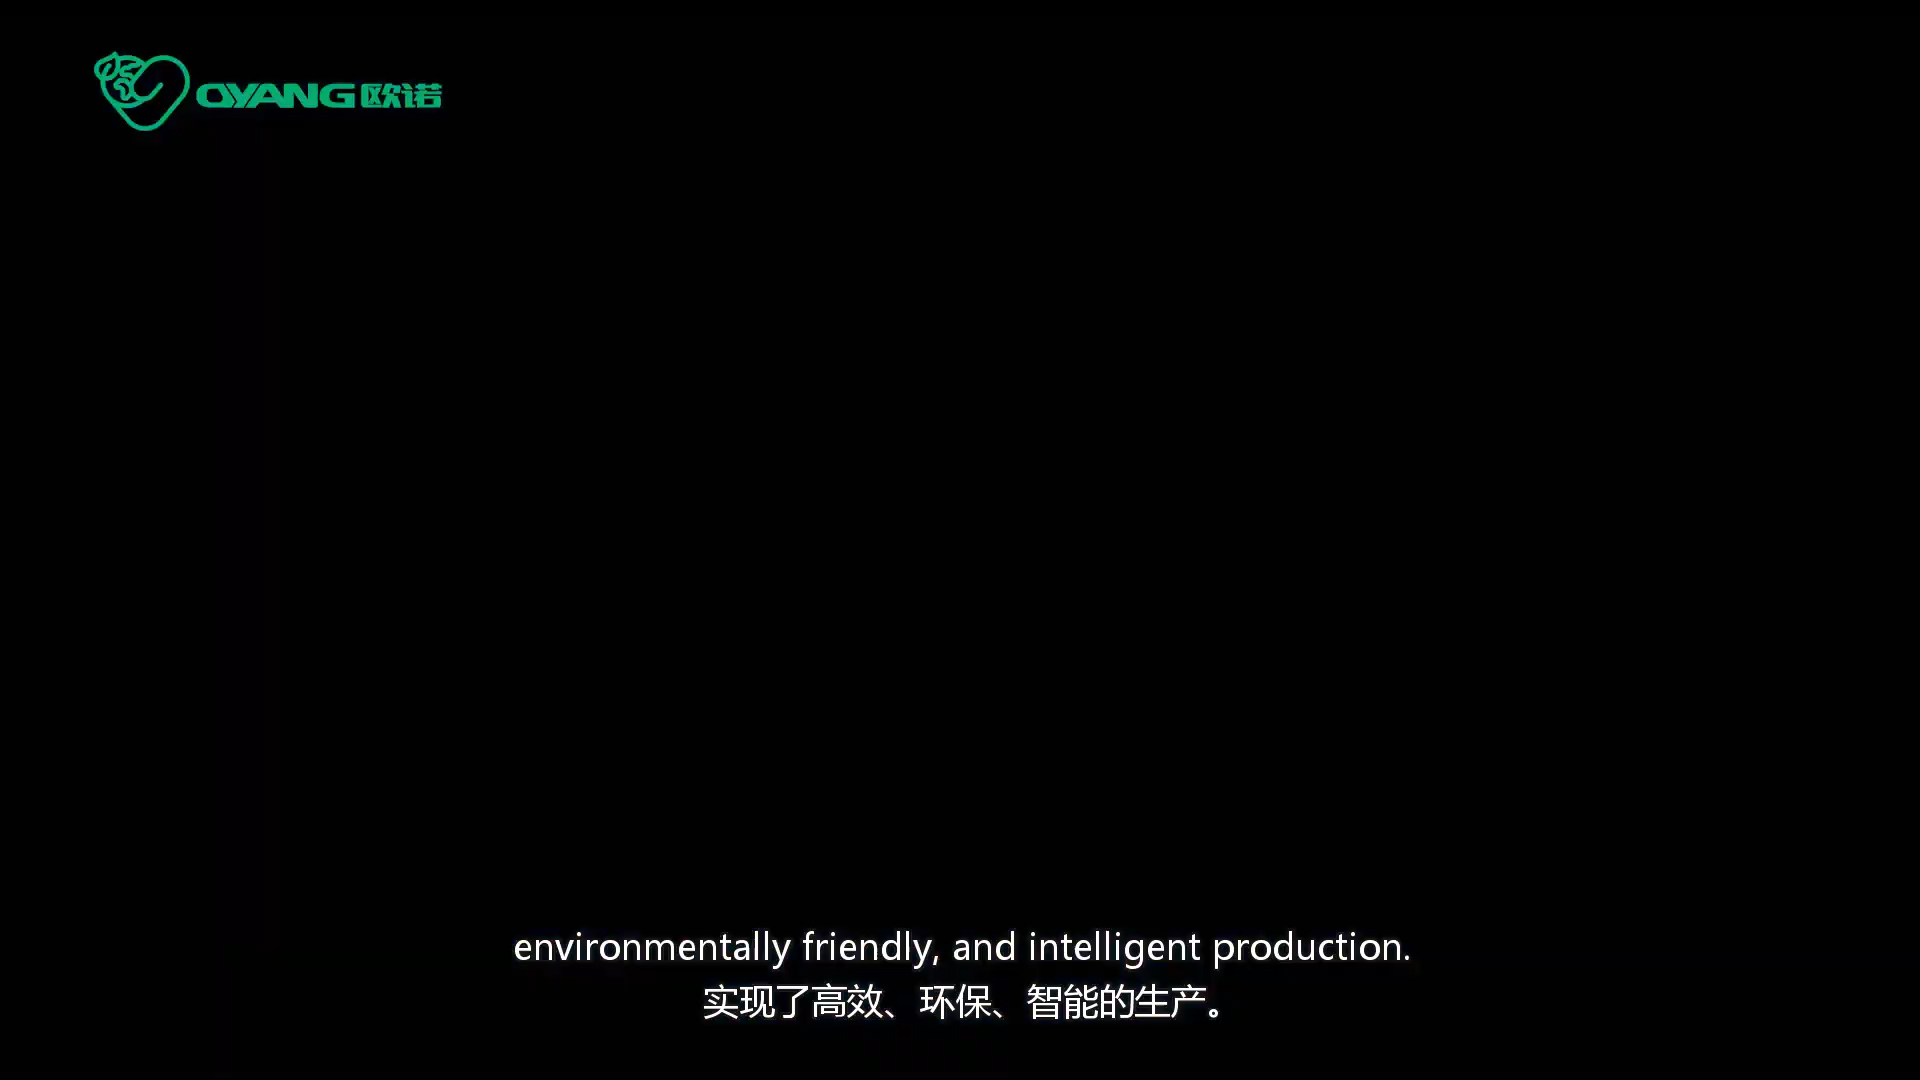 OYANG欧诺
environmentally friendly, and intelligent production.
实现了高效、环保、智能的生产。